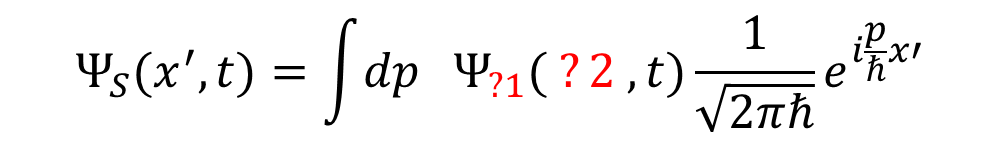 Ψ_S(x′, t) = ∫ dp Ψ_?1( ? 2 , t) 1/√(2πħ) e^{i(p/ħ)x′}